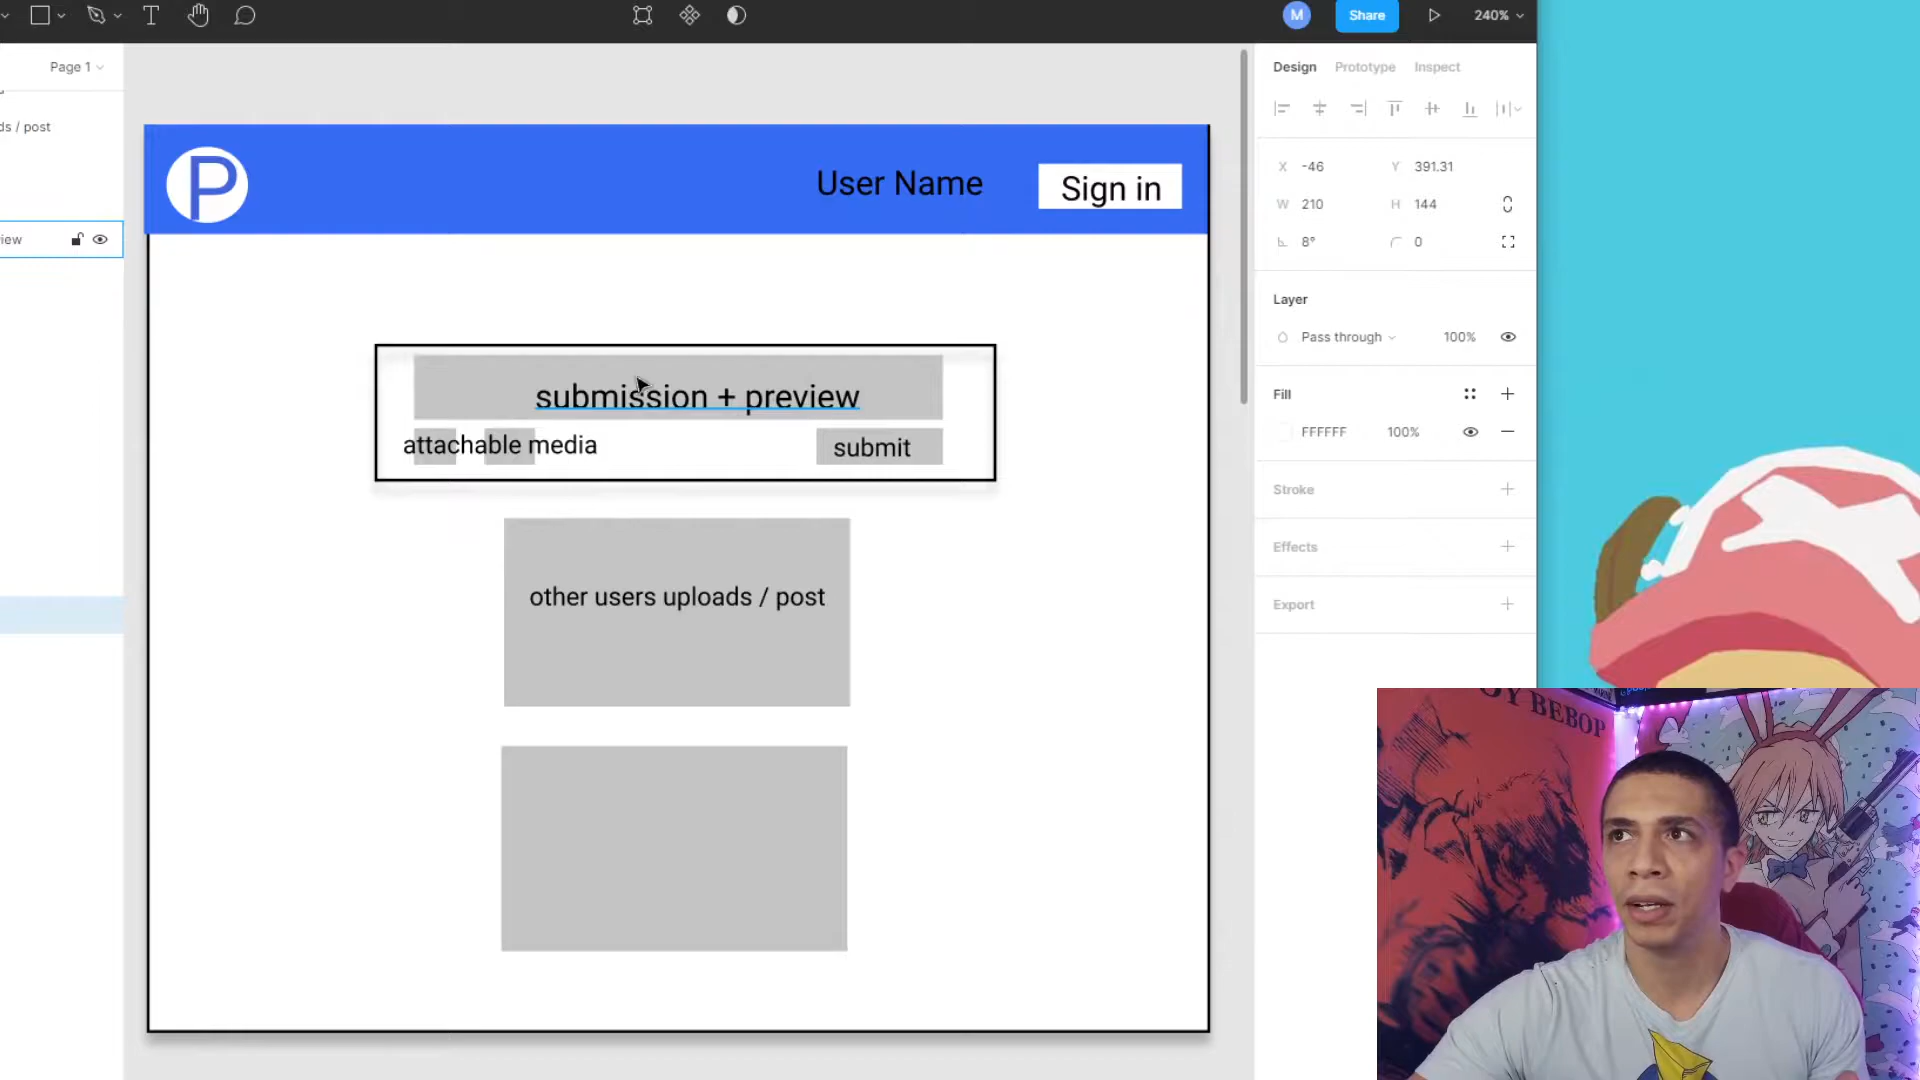 M
Share
240%
Page 1
Design Prototype Inspect
ds / post
P
User Name
Sign in
X -46 Y 391.31
W 210 H 144
8° 0
iew
Layer
Pass through 100%
submission + preview
attachable media
submit
Fill
FFFFFF 100%
Stroke
other users uploads / post
Effects
Export
OY BEBOP